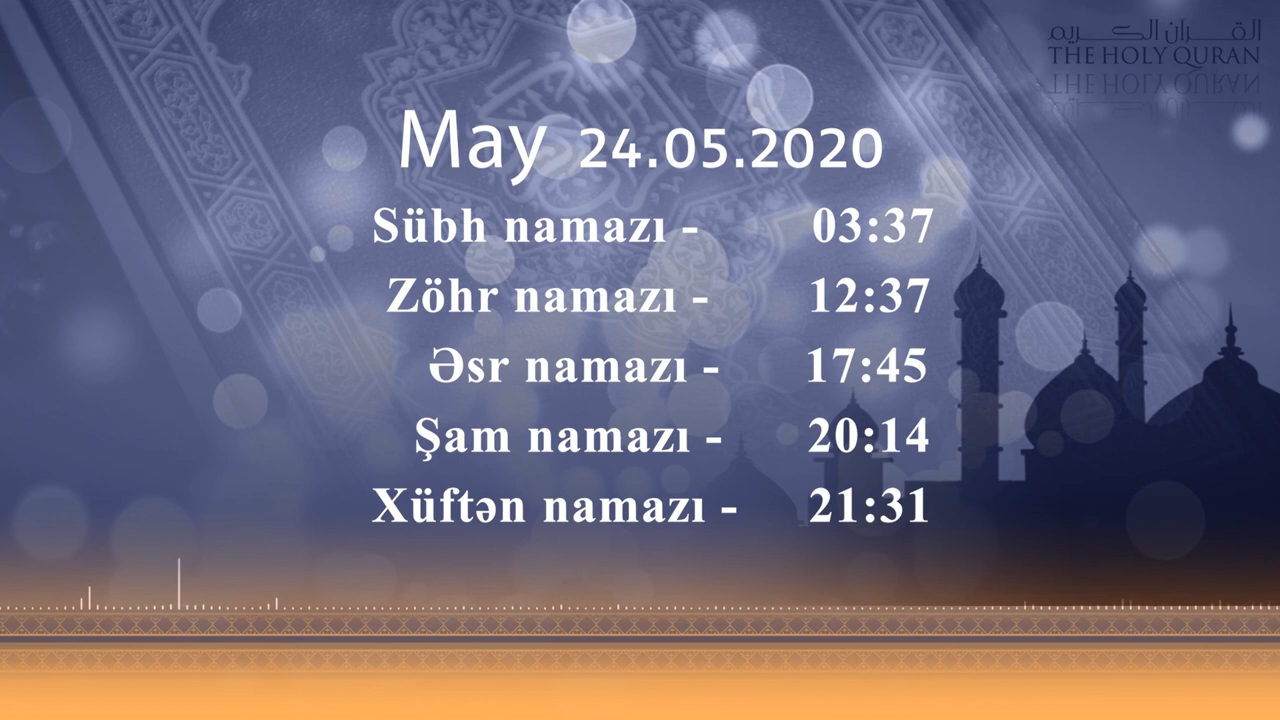 القرآن الكريم
THE HOLY QURAN
May 24.05.2020
Sübh namazı - 03:37
Zöhr namazı - 12:37
Əsr namazı - 17:45
Şam namazı - 20:14
Xüftən namazı - 21:31